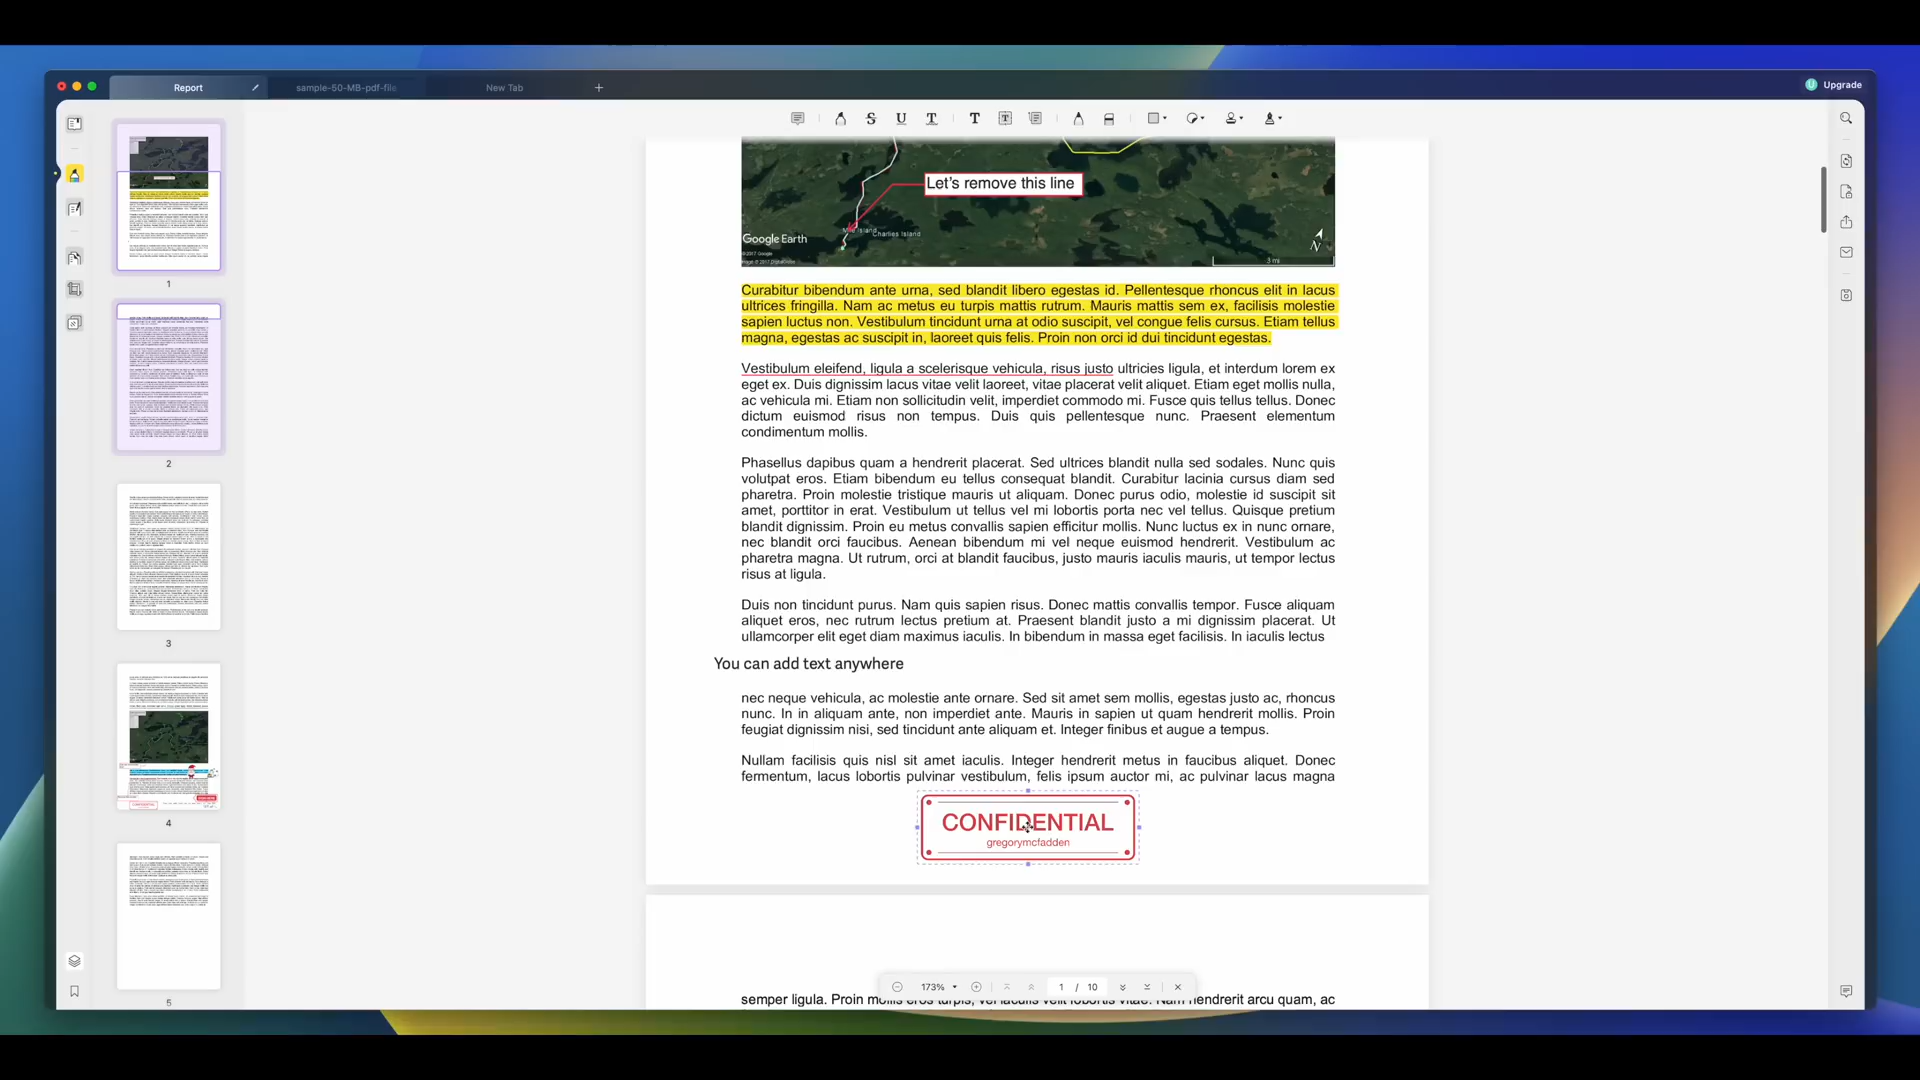 Report
sample-50-MB-pdf-file
New Tab
Upgrade
Let's remove this line
Charlies Island
Google Earth
3 mi
N
Curabitur bibendum ante urna, sed blandit libero egestas id. Pellentesque rhoncus elit in lacus
ultrices fringilla. Nam ac metus eu turpis mattis rutrum. Mauris mattis sem ex, facilisis molestie
sapien luctus non. Vestibulum tincidunt urna at odio suscipit, vel congue felis cursus. Etiam tellus
magna, egestas ac suscipit in, laoreet quis felis. Proin non orci id dui tincidunt egestas.
Vestibulum eleifend, ligula a scelerisque vehicula, risus justo ultricies ligula, et interdum lorem ex
eget ex. Duis dignissim lacus vitae velit laoreet, vitae placerat velit aliquet. Etiam eget mollis nulla,
ac vehicula mi. Etiam non sollicitudin velit, imperdiet commodo mi. Fusce quis tellus tellus. Donec
dictum euismod risus non tempus. Duis quis pellentesque nunc. Praesent elementum
condimentum mollis.
Phasellus dapibus quam a hendrerit placerat. Sed ultrices blandit nulla sed sodales. Nunc quis
volutpat eros. Etiam bibendum eu tellus consequat blandit. Curabitur lacinia cursus diam sed
pharetra. Proin molestie tristique mauris ut aliquam. Donec purus odio, molestie id suscipit sit
amet, porttitor in erat. Vestibulum ut tellus vel mi lobortis porta nec vel tellus. Quisque pretium
blandit dignissim. Proin eu metus convallis sapien efficitur mollis. Nunc luctus ex in nunc ornare,
nec blandit orci faucibus. Aenean bibendum mi vel neque euismod hendrerit. Vestibulum ac
pharetra magna. Ut rutrum, orci at blandit faucibus, justo mauris iaculis mauris, ut tempor lectus
risus at ligula.
Duis non tincidunt purus. Nam quis sapien risus. Donec mattis convallis tempor. Fusce aliquam
aliquet eros, nec rutrum lectus pretium at. Praesent blandit justo a mi dignissim placerat. Ut
ullamcorper elit eget diam maximus iaculis. In bibendum in massa eget facilisis. In iaculis lectus
You can add text anywhere
nec neque vehicula, ac molestie ante ornare. Sed sit amet sem mollis, egestas justo ac, rhoncus
nunc. In in aliquam ante, non imperdiet ante. Mauris in sapien ut quam hendrerit mollis. Proin
feugiat dignissim nisi, sed tincidunt ante aliquam et. Integer finibus et augue a tempus.
Nullam facilisis quis nisl sit amet iaculis. Integer hendrerit metus in faucibus aliquet. Donec
fermentum, lacus lobortis pulvinar vestibulum, felis ipsum auctor mi, ac pulvinar lacus magna
CONFIDENTIAL
gregorymcfadden
173% 1 / 10
semper ligula. Proin mollis eros turpis, vel iaculis velit lobortis vitae. Nam hendrerit arcu quam, ac
1
2
3
4
5